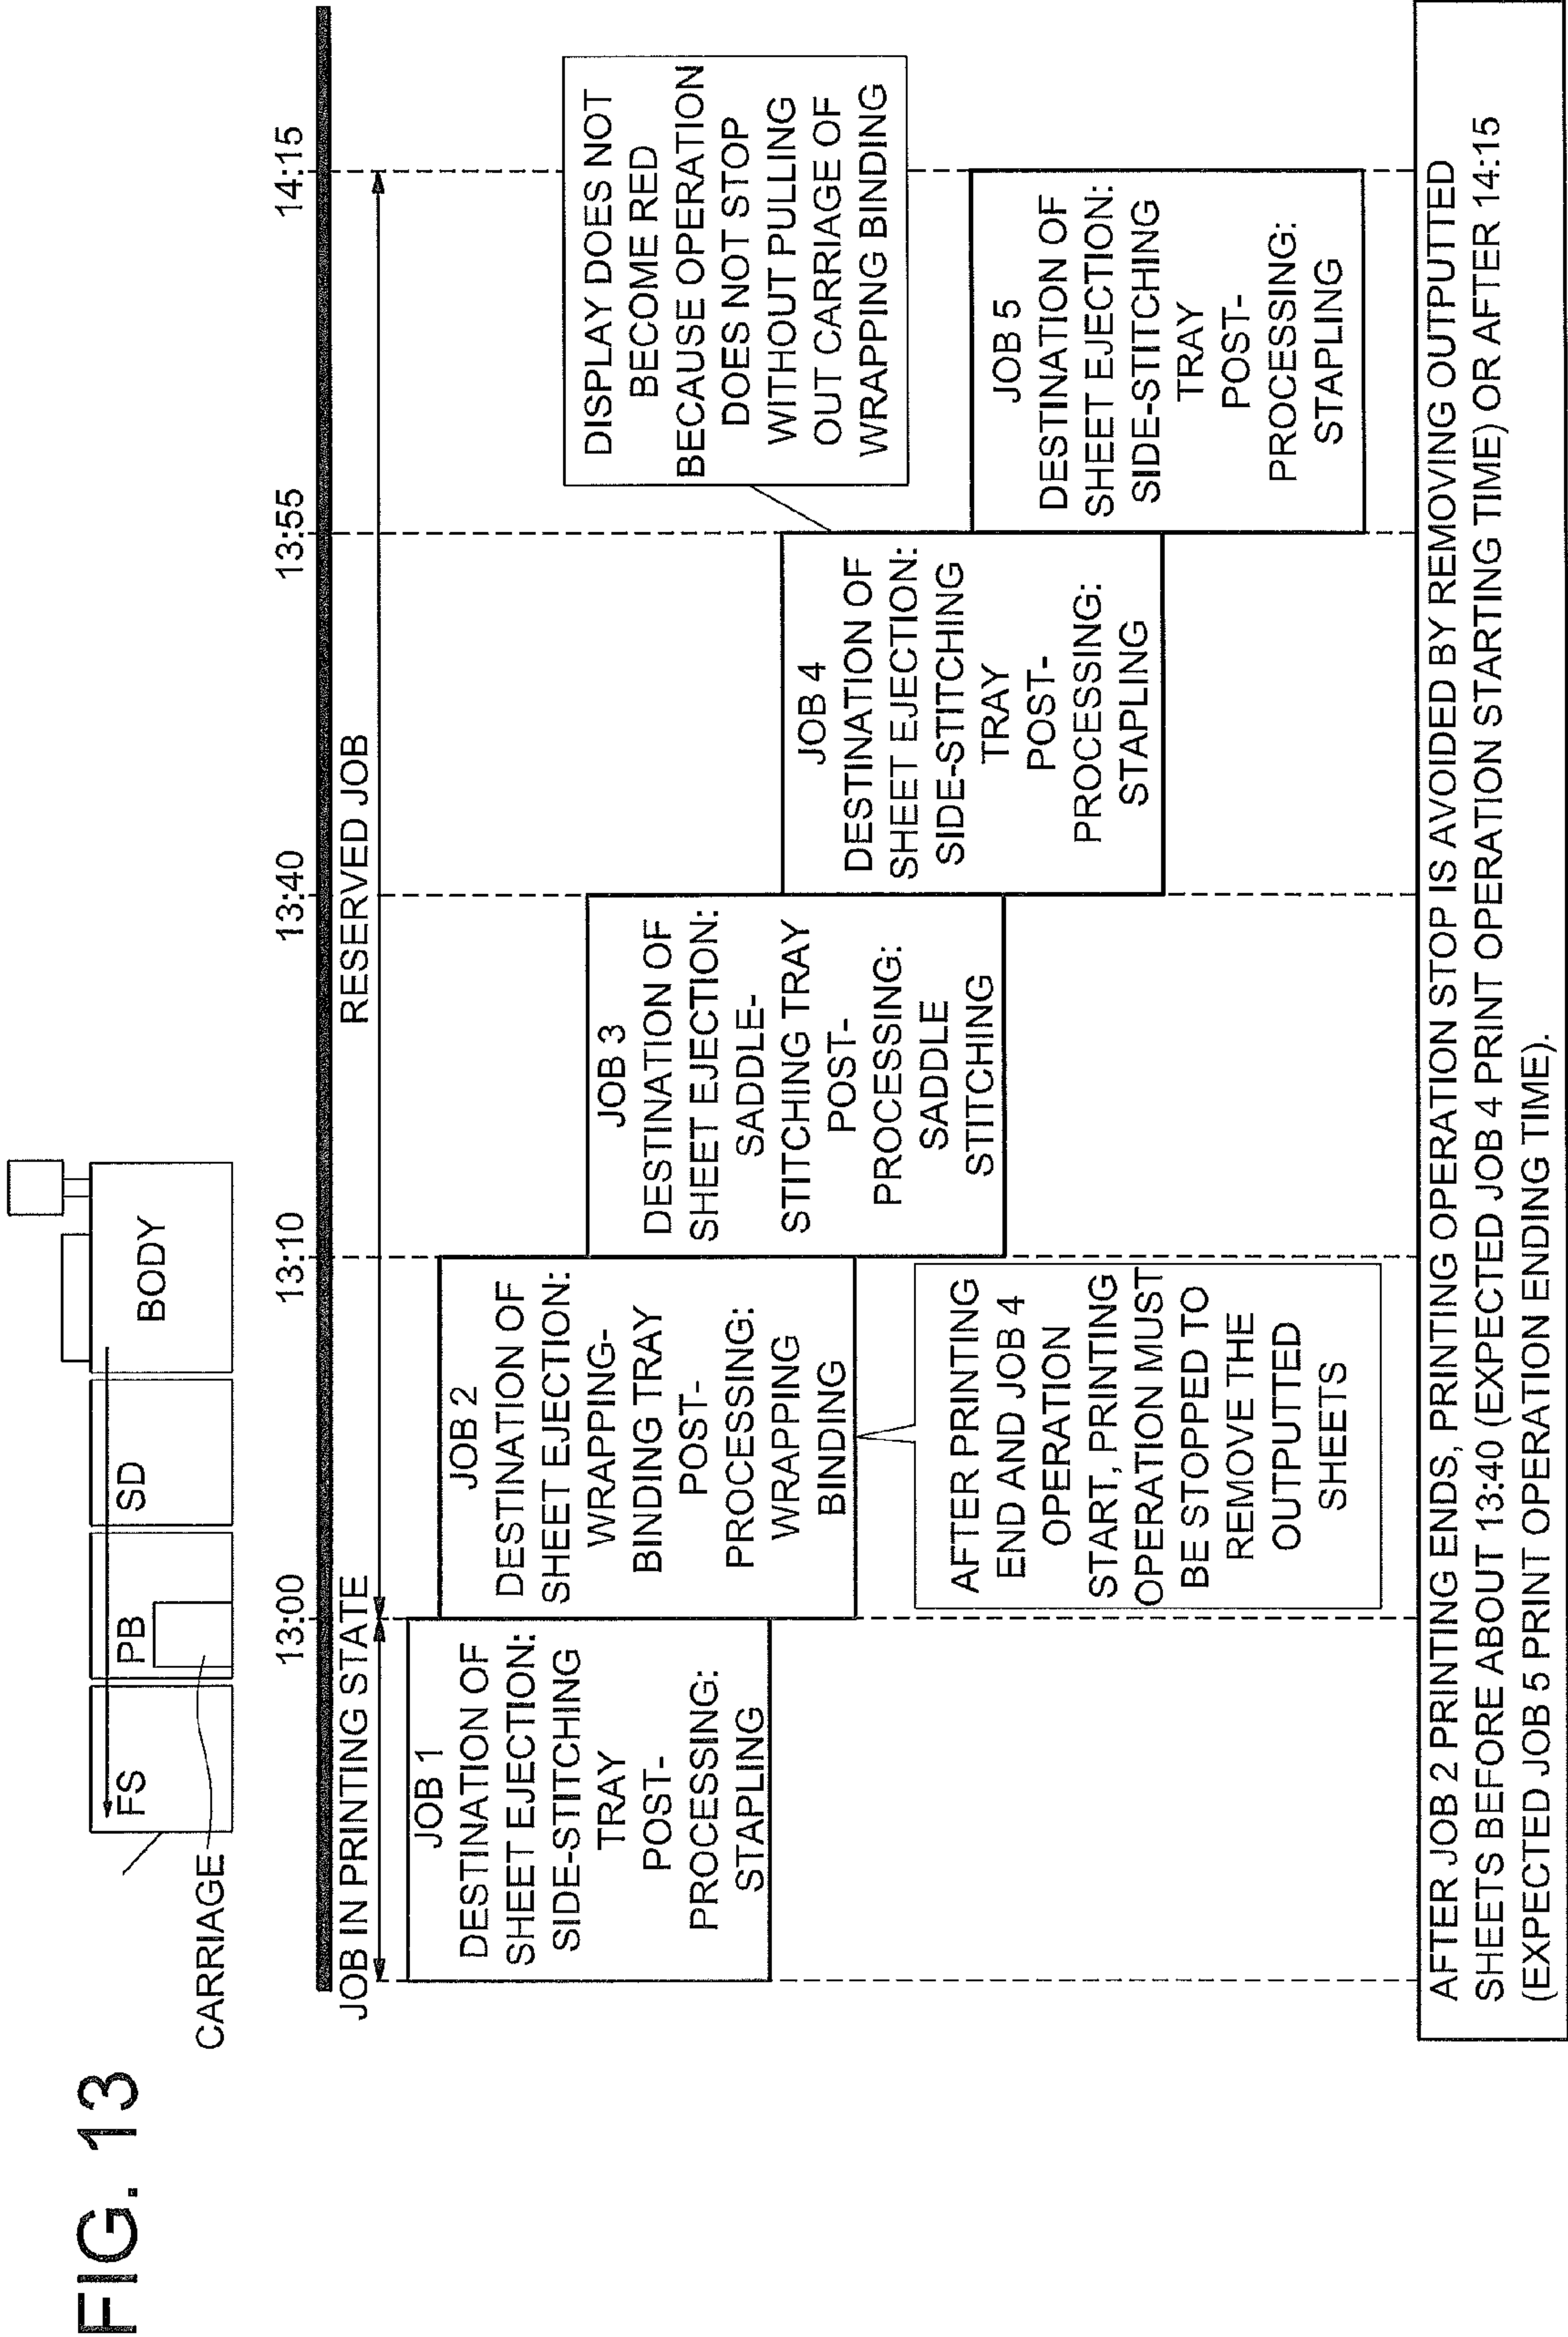 FIG. 13
BODY
SD
PB
FS
CARRIAGE
13:00
13:10
13:40
13:55
14:15
JOB IN PRINTING STATE
RESERVED JOB
JOB 1
DESTINATION OF
SHEET EJECTION:
SIDE-STITCHING
TRAY
POST-
PROCESSING:
STAPLING
JOB 2
DESTINATION OF
SHEET EJECTION:
WRAPPING-
BINDING TRAY
POST-
PROCESSING:
WRAPPING
BINDING
AFTER PRINTING
END AND JOB 4
OPERATION
START, PRINTING
OPERATION MUST
BE STOPPED TO
REMOVE THE
OUTPUTTED
SHEETS
JOB 3
DESTINATION OF
SHEET EJECTION:
SADDLE-
STITCHING TRAY
POST-
PROCESSING:
SADDLE
STITCHING
JOB 4
DESTINATION OF
SHEET EJECTION:
SIDE-STITCHING
TRAY
POST-
PROCESSING:
STAPLING
DISPLAY DOES NOT
BECOME RED
BECAUSE OPERATION
DOES NOT STOP
WITHOUT PULLING
OUT CARRIAGE OF
WRAPPING BINDING
JOB 5
DESTINATION OF
SHEET EJECTION:
SIDE-STITCHING
TRAY
POST-
PROCESSING:
STAPLING
AFTER JOB 2 PRINTING ENDS, PRINTING OPERATION STOP IS AVOIDED BY REMOVING OUTPUTTED
SHEETS BEFORE ABOUT 13:40 (EXPECTED JOB 4 PRINT OPERATION STARTING TIME) OR AFTER 14:15
(EXPECTED JOB 5 PRINT OPERATION ENDING TIME).